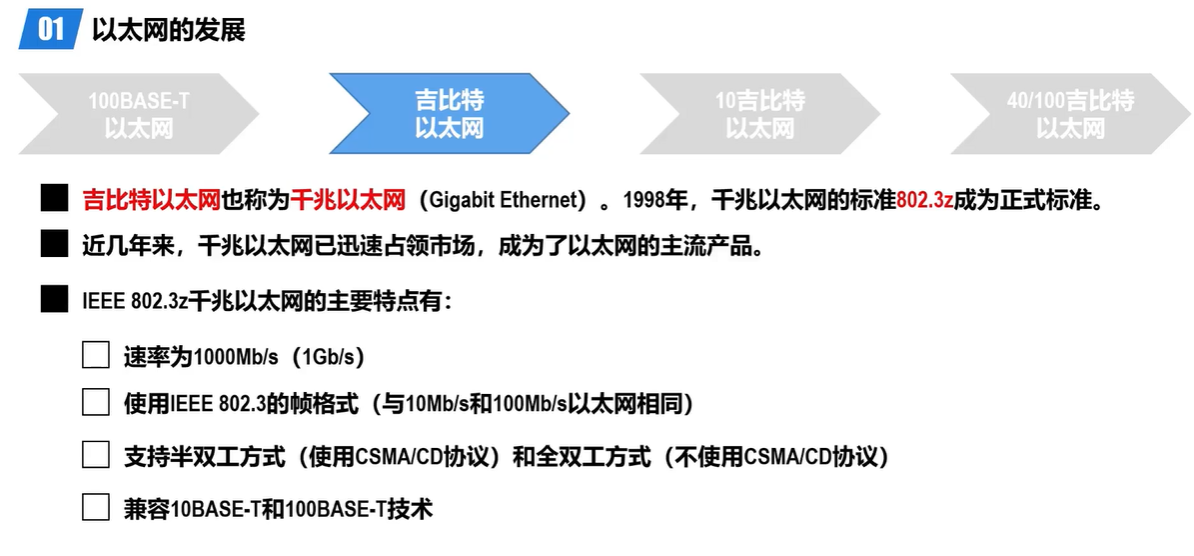 01 以太网的发展
100BASE-T
以太网
吉比特
以太网
10吉比特
以太网
40/100吉比特
以太网
吉比特以太网也称为千兆以太网（Gigabit Ethernet）。1998年，千兆以太网的标准802.3z成为正式标准。
近几年来，千兆以太网已迅速占领市场，成为了以太网的主流产品。
IEEE 802.3z千兆以太网的主要特点有：
速率为1000Mb/s（1Gb/s）
使用IEEE 802.3的帧格式（与10Mb/s和100Mb/s以太网相同）
支持半双工方式（使用CSMA/CD协议）和全双工方式（不使用CSMA/CD协议）
兼容10BASE-T和100BASE-T技术